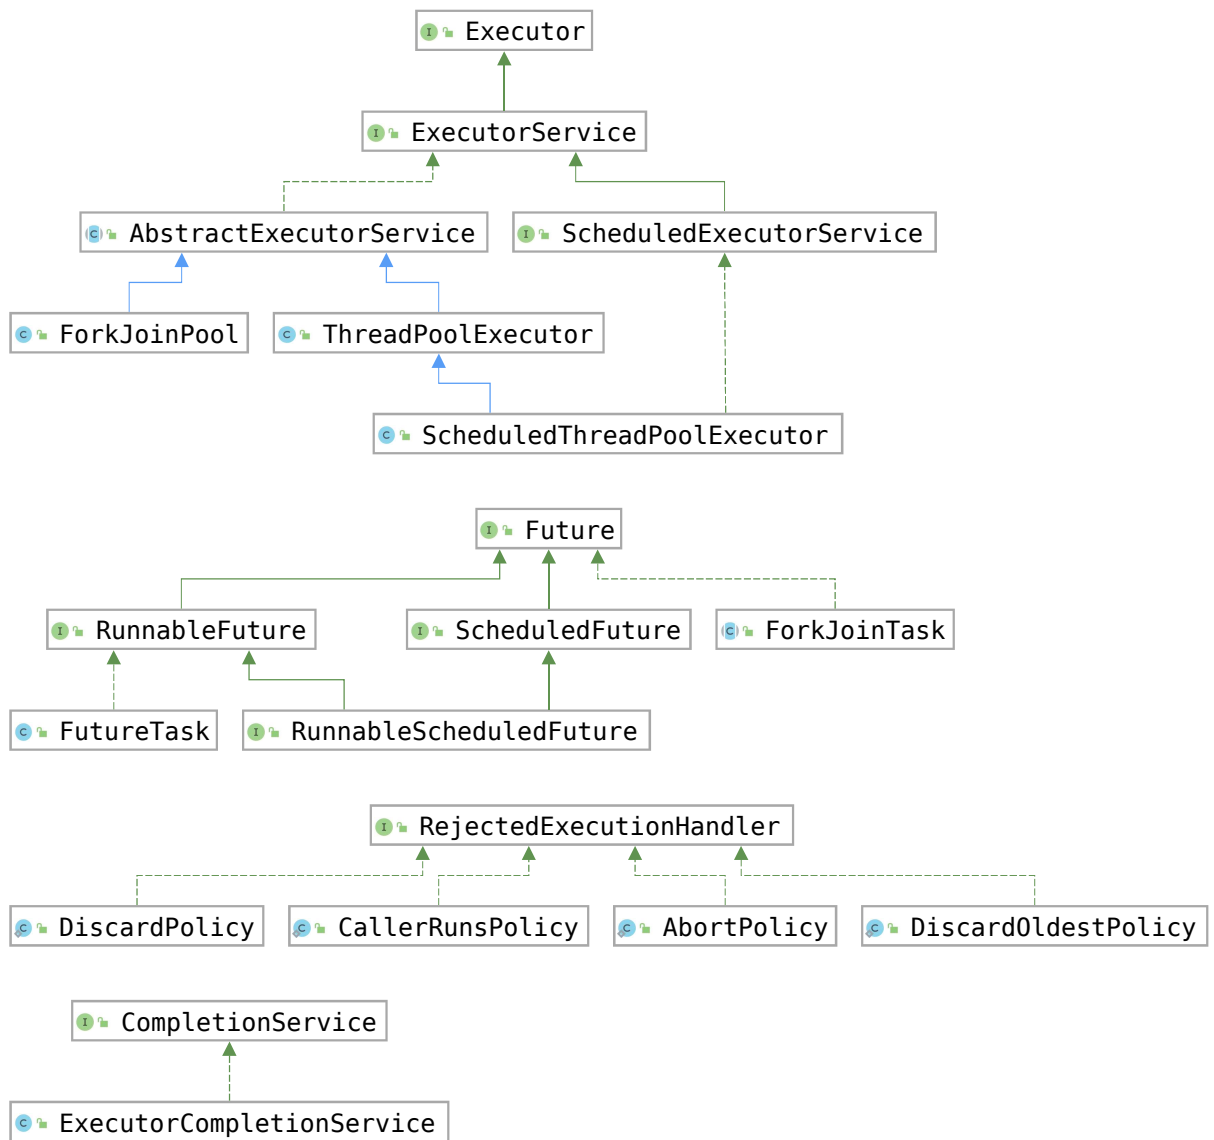 Executor
ExecutorService
AbstractExecutorService
ScheduledExecutorService
ForkJoinPool
ThreadPoolExecutor
ScheduledThreadPoolExecutor
Future
RunnableFuture
ScheduledFuture
ForkJoinTask
FutureTask
RunnableScheduledFuture
RejectedExecutionHandler
DiscardPolicy
CallerRunsPolicy
AbortPolicy
DiscardOldestPolicy
CompletionService
ExecutorCompletionService